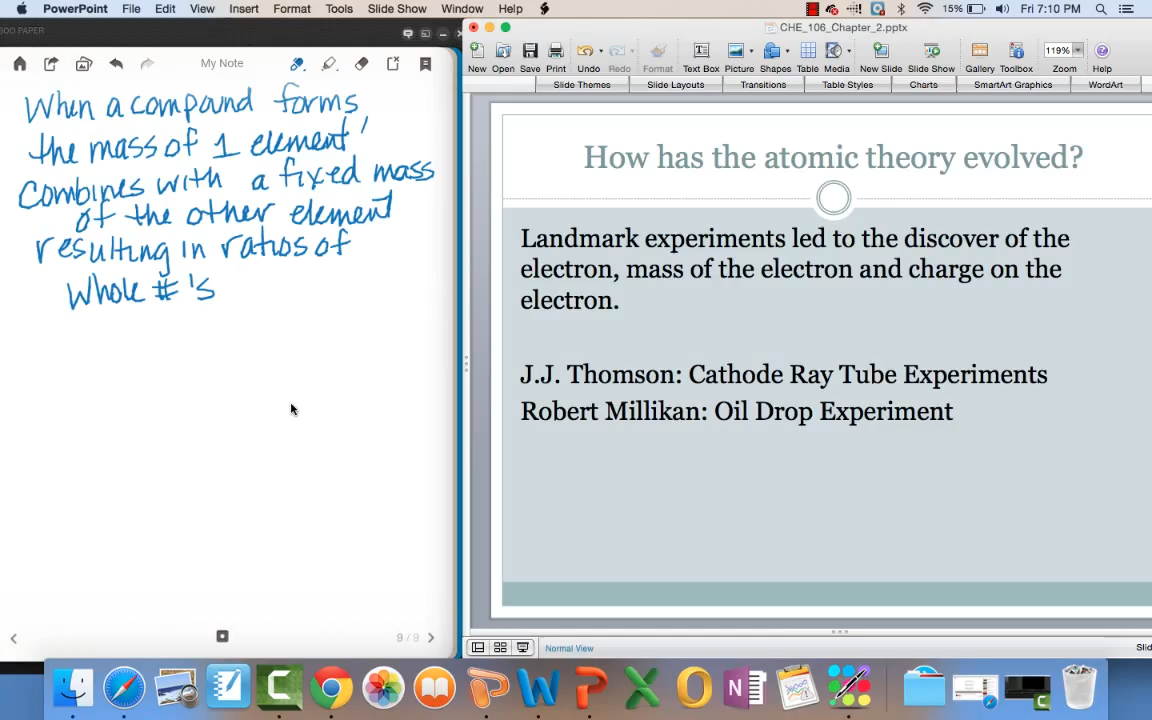 PowerPoint File Edit View Insert Format Tools Slide Show Window Help 15% Fri 7:10 PM
300 PAPER
My Note
When a compound forms,
the mass of 1 element
combines with a fixed mass
of the other element
resulting in ratios of
whole #'s
9 / 9
CHE_106_Chapter_2.pptx
New Open Save Print Undo Redo Format Text Box Picture Shapes Table Media New Slide Slide Show Gallery Toolbox Zoom Help
119%
Slide Themes Slide Layouts Transitions Table Styles Charts SmartArt Graphics WordArt
How has the atomic theory evolved?
Landmark experiments led to the discover of the
electron, mass of the electron and charge on the
electron.
J.J. Thomson: Cathode Ray Tube Experiments
Robert Millikan: Oil Drop Experiment
Normal View
Slid